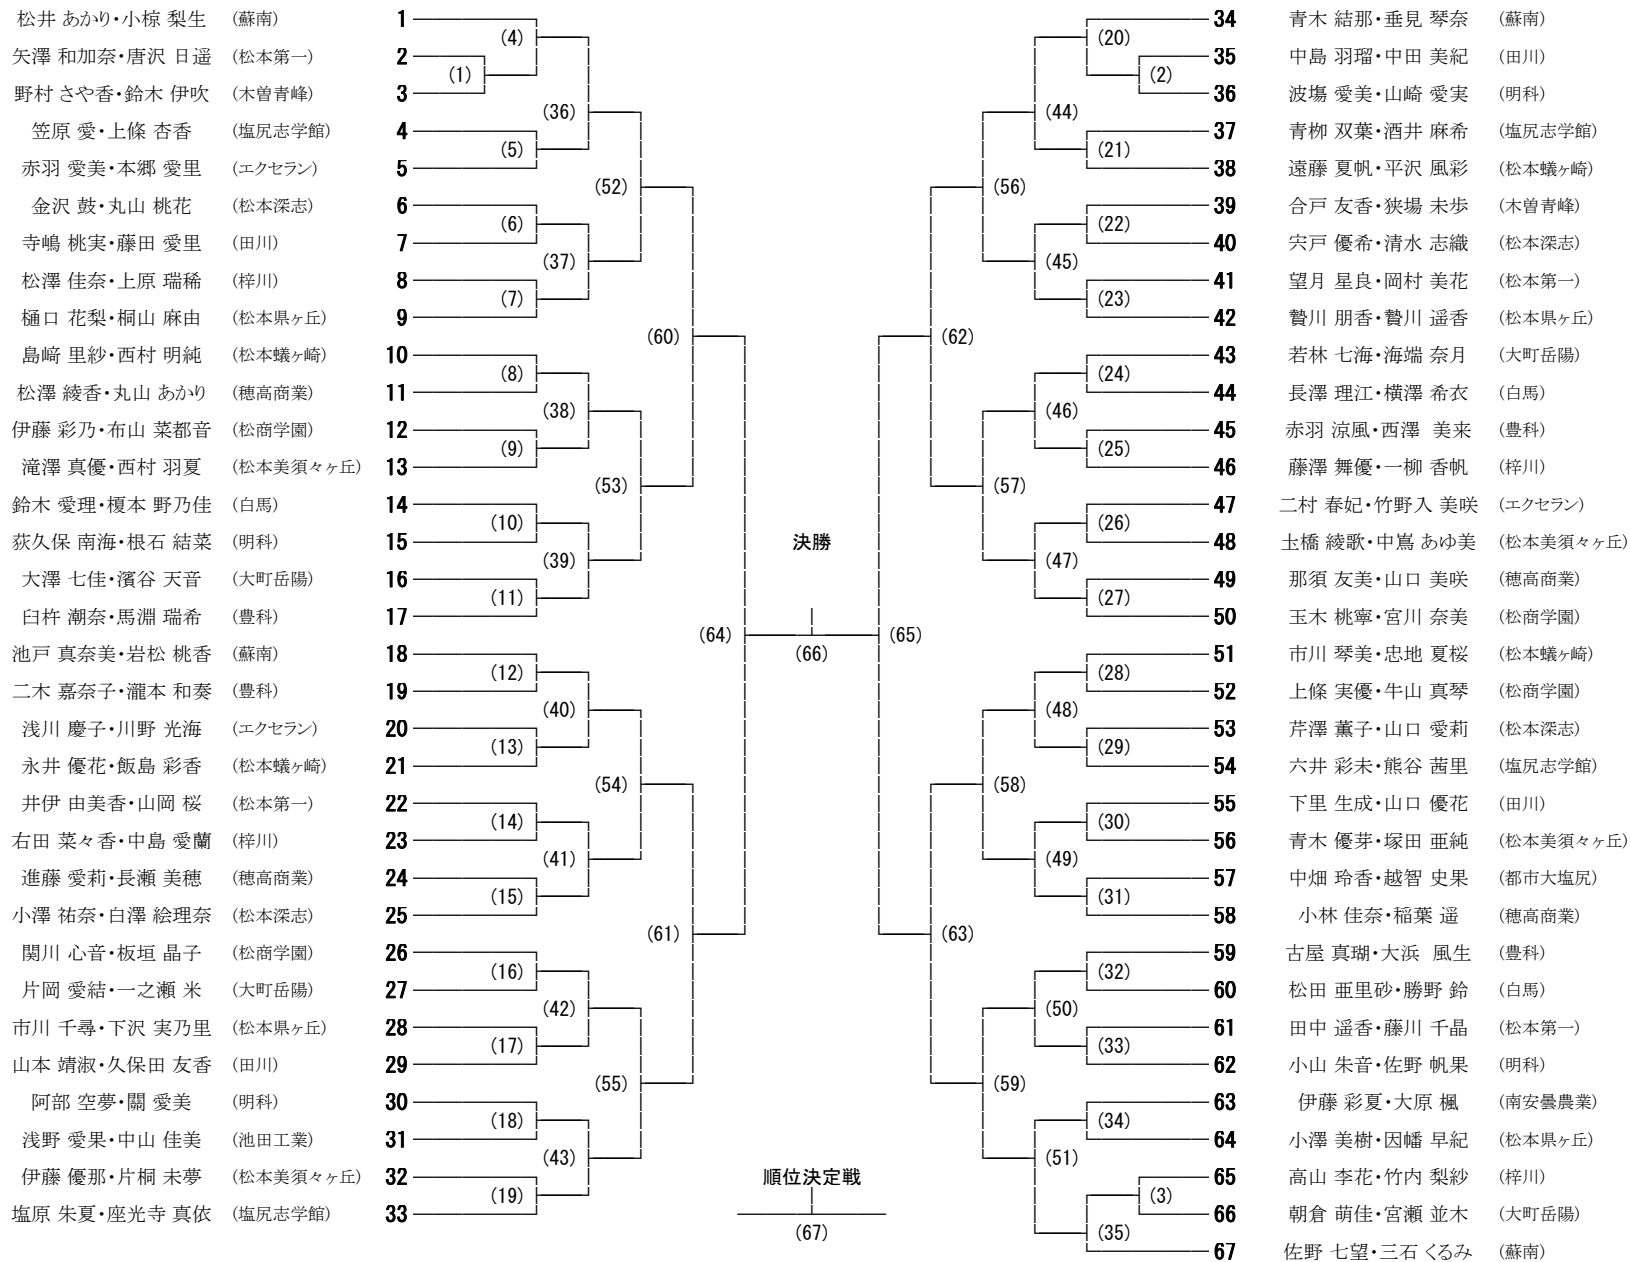 松井 あかり・小椋 梨生 (蘇南) 1
矢澤 和加奈・唐沢 日遥 (松本第一) 2
野村 さや香・鈴木 伊吹 (木曽青峰) 3
笠原 愛・上條 杏香 (塩尻志学館) 4
赤羽 愛美・本郷 愛里 (エクセラン) 5
金沢 鼓・丸山 桃花 (松本深志) 6
寺嶋 桃実・藤田 愛里 (田川) 7
松澤 佳奈・上原 瑞稀 (梓川) 8
樋口 花梨・桐山 麻由 (松本県ヶ丘) 9
島﨑 里紗・西村 明純 (松本蟻ヶ崎) 10
松澤 綾香・丸山 あかり (穂高商業) 11
伊藤 彩乃・布山 菜都音 (松商学園) 12
滝澤 真優・西村 羽夏 (松本美須々ヶ丘) 13
鈴木 愛理・榎本 野乃佳 (白馬) 14
荻久保 南海・根石 結菜 (明科) 15
大澤 七佳・濱谷 天音 (大町岳陽) 16
臼杵 潮奈・馬淵 瑞希 (豊科) 17
池戸 真奈美・岩松 桃香 (蘇南) 18
二木 嘉奈子・瀧本 和奏 (豊科) 19
浅川 慶子・川野 光海 (エクセラン) 20
永井 優花・飯島 彩香 (松本蟻ヶ崎) 21
井伊 由美香・山岡 桜 (松本第一) 22
右田 菜々香・中島 愛蘭 (梓川) 23
進藤 愛莉・長瀬 美穂 (穂高商業) 24
小澤 祐奈・白澤 絵理奈 (松本深志) 25
関川 心音・板垣 晶子 (松商学園) 26
片岡 愛結・一之瀬 米 (大町岳陽) 27
市川 千尋・下沢 実乃里 (松本県ヶ丘) 28
山本 靖淑・久保田 友香 (田川) 29
阿部 空夢・關 愛美 (明科) 30
浅野 愛果・中山 佳美 (池田工業) 31
伊藤 優那・片桐 未夢 (松本美須々ヶ丘) 32
塩原 朱夏・座光寺 真依 (塩尻志学館) 33
(1)
(4)
(5)
(6)
(7)
(8)
(9)
(10)
(11)
(12)
(13)
(14)
(15)
(16)
(17)
(18)
(19)
(36)
(37)
(38)
(39)
(40)
(41)
(42)
(43)
(52)
(53)
(54)
(55)
(60)
(61)
(64)
決勝
(66)
順位決定戦
(67)
(65)
(62)
(63)
(56)
(57)
(58)
(59)
(44)
(45)
(46)
(47)
(48)
(49)
(50)
(51)
(20)
(21)
(22)
(23)
(24)
(25)
(26)
(27)
(28)
(29)
(30)
(31)
(32)
(33)
(34)
(35)
(2)
(3)
34 青木 結那・垂見 琴奈 (蘇南)
35 中島 羽瑠・中田 美紀 (田川)
36 波塲 愛美・山崎 愛実 (明科)
37 青栁 双葉・酒井 麻希 (塩尻志学館)
38 遠藤 夏帆・平沢 風彩 (松本蟻ヶ崎)
39 合戸 友香・狭場 未歩 (木曽青峰)
40 宍戸 優希・清水 志織 (松本深志)
41 望月 星良・岡村 美花 (松本第一)
42 贄川 朋香・贄川 遥香 (松本県ヶ丘)
43 若林 七海・海端 奈月 (大町岳陽)
44 長澤 理江・横澤 希衣 (白馬)
45 赤羽 涼風・西澤 美来 (豊科)
46 藤澤 舞優・一柳 香帆 (梓川)
47 二村 春妃・竹野入 美咲 (エクセラン)
48 圡橋 綾歌・中嶌 あゆ美 (松本美須々ヶ丘)
49 那須 友美・山口 美咲 (穂高商業)
50 玉木 桃寧・宮川 奈美 (松商学園)
51 市川 琴美・忠地 夏桜 (松本蟻ヶ崎)
52 上條 実優・牛山 真琴 (松商学園)
53 芹澤 薫子・山口 愛莉 (松本深志)
54 六井 彩未・熊谷 茜里 (塩尻志学館)
55 下里 生成・山口 優花 (田川)
56 青木 優芽・塚田 亜純 (松本美須々ヶ丘)
57 中畑 玲香・越智 史果 (都市大塩尻)
58 小林 佳奈・稲葉 遥 (穂高商業)
59 古屋 真瑚・大浜 風生 (豊科)
60 松田 亜里砂・勝野 鈴 (白馬)
61 田中 遥香・藤川 千晶 (松本第一)
62 小山 朱音・佐野 帆果 (明科)
63 伊藤 彩夏・大原 楓 (南安曇農業)
64 小澤 美樹・因幡 早紀 (松本県ヶ丘)
65 高山 李花・竹内 梨紗 (梓川)
66 朝倉 萌佳・宮瀬 並木 (大町岳陽)
67 佐野 七望・三石 くるみ (蘇南)